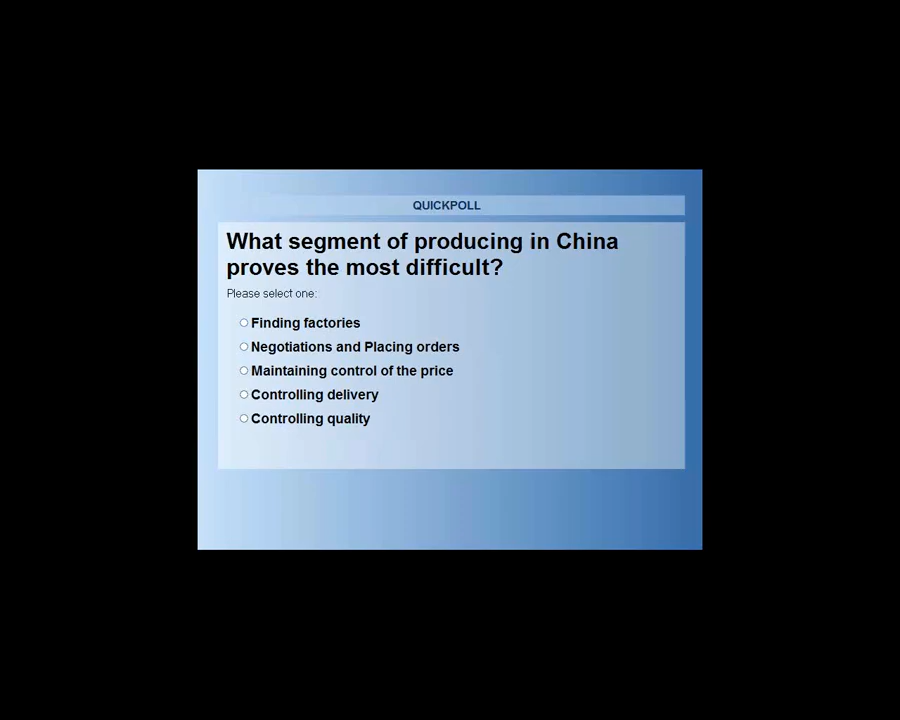 QUICKPOLL
What segment of producing in China
proves the most difficult?
Please select one:
Finding factories
Negotiations and Placing orders
Maintaining control of the price
Controlling delivery
Controlling quality